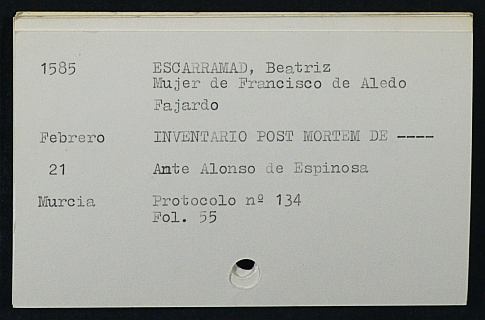 1585 ESCARRAMAD, Beatriz
Mujer de Francisco de Aledo
Fajardo
Febrero INVENTARIO POST MORTEM DE ----
21 Ante Alonso de Espinosa
Murcia Protocolo nº 134
Fol. 55